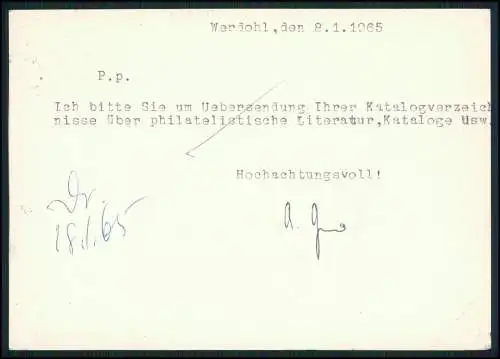 Werdohl,den 2.1.1965
P.p.
Ich bitte Sie um Uebersendung Ihrer Katalogverzeich
nisse über philatelistische Literatur,Kataloge usw.
Hochachtungsvoll!
Dr.
18.1.65